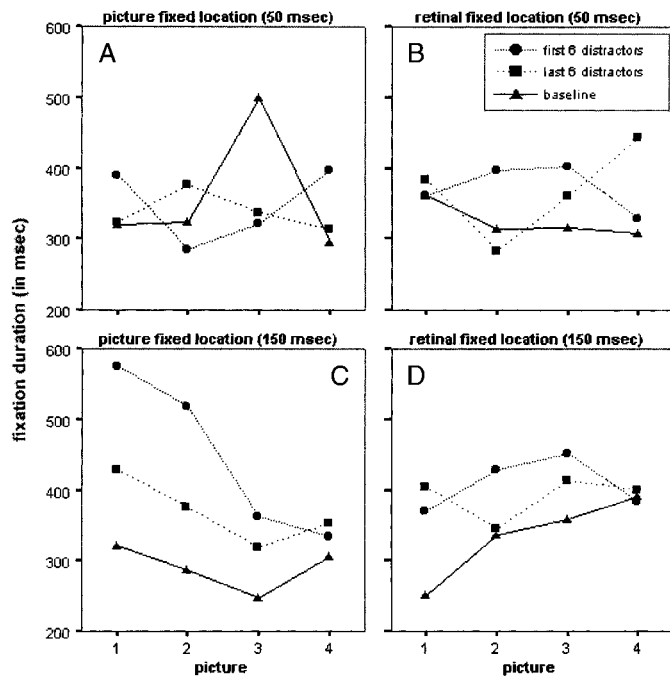 picture fixed location (50 msec)
retinal fixed location (50 msec)
600
A
B
first 6 distractors
last 6 distractors
baseline
500
400
300
200
picture fixed location (150 msec)
retinal fixed location (150 msec)
600
C
D
500
400
300
200
fixation duration (in msec)
1 2 3 4
1 2 3 4
picture
picture